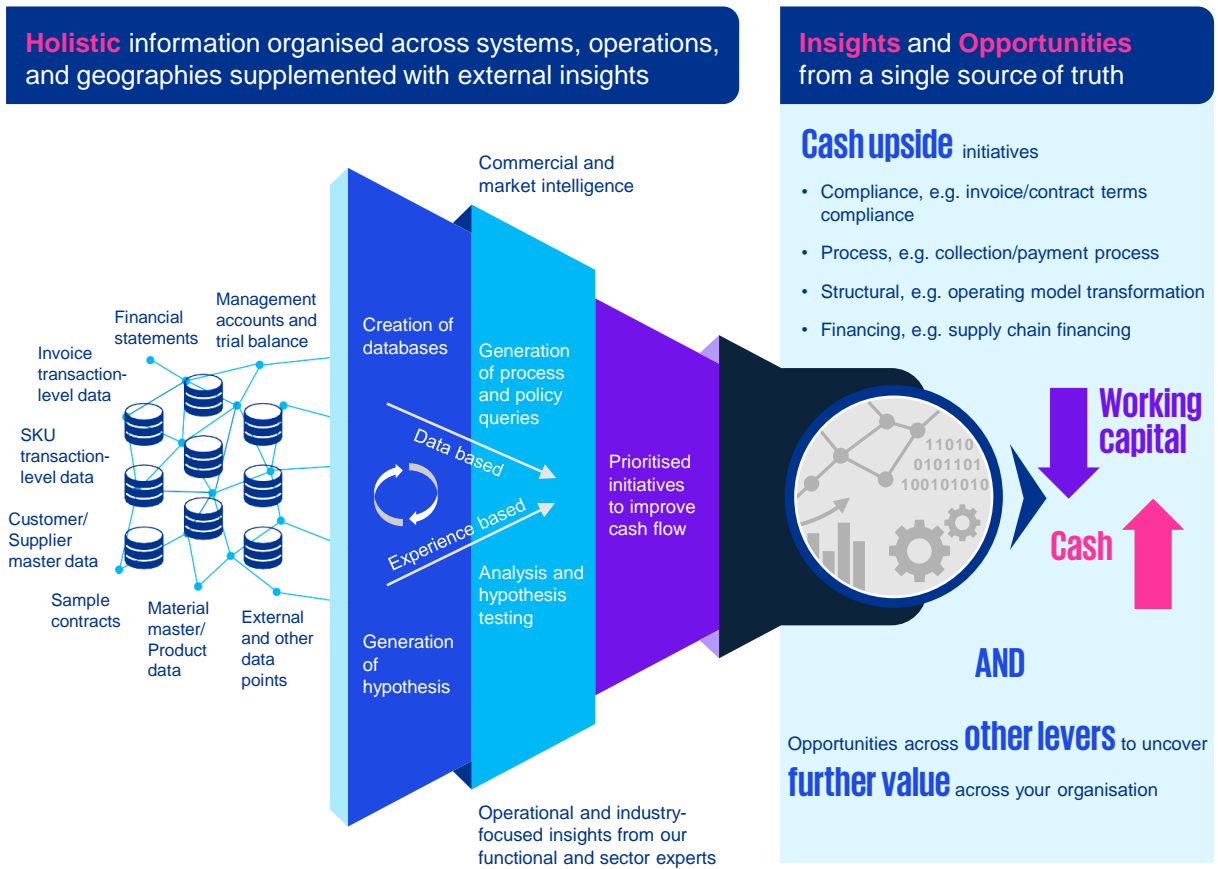 Holistic information organised across systems, operations,
and geographies supplemented with external insights
Insights and Opportunities
from a single source of truth
Financial
statements
Management
accounts and
trial balance
Invoice
transaction-
level data
SKU
transaction-
level data
Customer/
Supplier
master data
Sample
contracts
Material
master/
Product
data
External
and other
data
points
Creation of
databases
Data based
Experience based
Generation
of
hypothesis
Commercial and
market intelligence
Generation
of process
and policy
queries
Analysis and
hypothesis
testing
Operational and industry-
focused insights from our
functional and sector experts
Prioritised
initiatives
to improve
cash flow
11010
0101101
100101010
Cash upside initiatives
• Compliance, e.g. invoice/contract terms
compliance
• Process, e.g. collection/payment process
• Structural, e.g. operating model transformation
• Financing, e.g. supply chain financing
Working
capital
Cash
AND
Opportunities across other levers to uncover
further value across your organisation